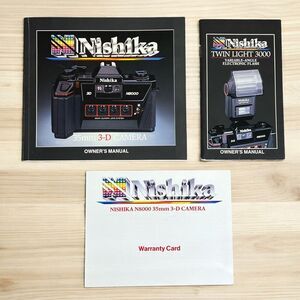 Nishika
3D
N8000
35mm 3-D CAMERA
OWNER'S MANUAL
Nishika
TWIN LIGHT 3000
VARIABLE-ANGLE
ELECTRONIC FLASH
OWNER'S MANUAL
Nishika
NISHIKA N8000 35mm 3-D CAMERA
Warranty Card